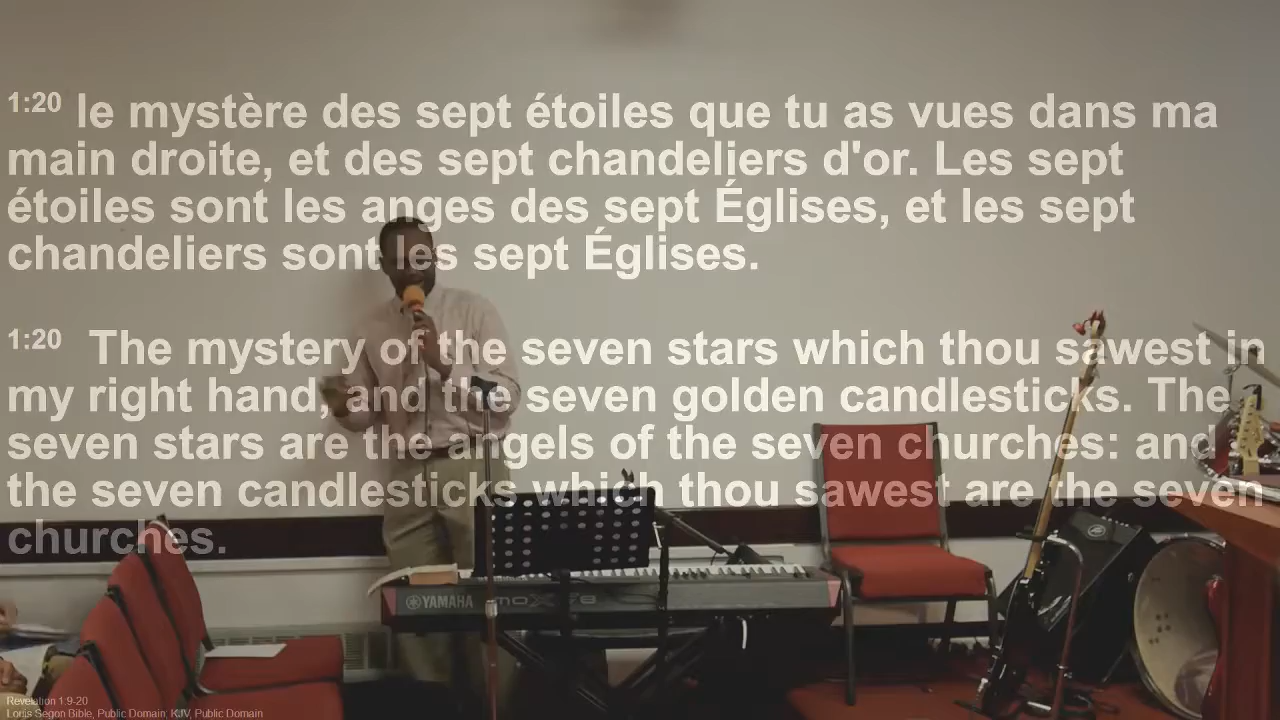 1:20 le mystère des sept étoiles que tu as vues dans ma
main droite, et des sept chandeliers d'or. Les sept
étoiles sont les anges des sept Églises, et les sept
chandeliers sont les sept Églises.
1:20 The mystery of the seven stars which thou sawest in
my right hand, and the seven golden candlesticks. The
seven stars are the angels of the seven churches: and
the seven candlesticks which thou sawest are the seven
churches.
YAMAHA MOXF8
Revelation 1:9-20
Louis Segon Bible, Public Domain; KJV, Public Domain